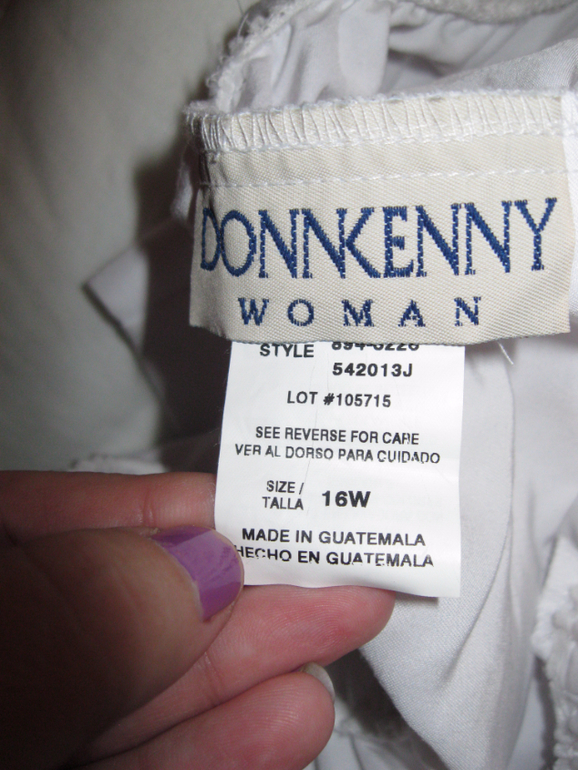 DONNKENNY
WOMAN
STYLE
542013J
LOT #105715
SEE REVERSE FOR CARE
VER AL DORSO PARA CUIDADO
SIZE/
TALLA 16W
MADE IN GUATEMALA
HECHO EN GUATEMALA